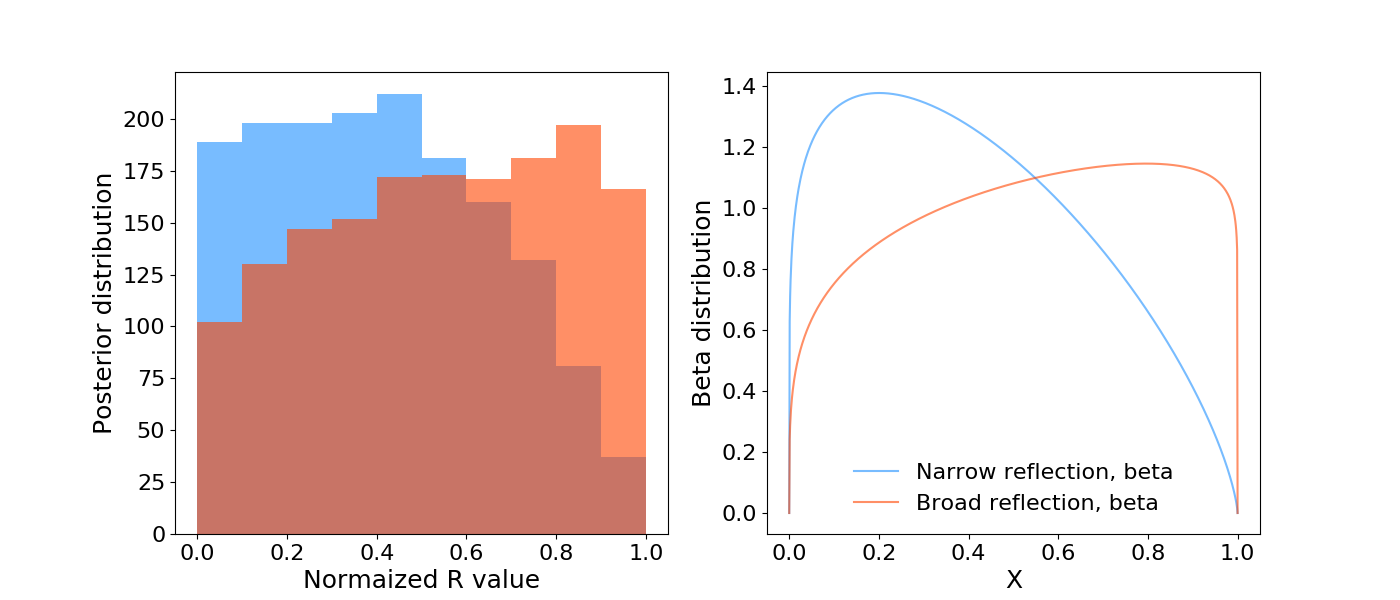 200
175
150
125
100
75
50
25
0
0.0 0.2 0.4 0.6 0.8 1.0
Posterior distribution
Normaized R value
1.4
1.2
1.0
0.8
0.6
0.4
0.2
0.0
0.0 0.2 0.4 0.6 0.8 1.0
Beta distribution
X
Narrow reflection, beta
Broad reflection, beta